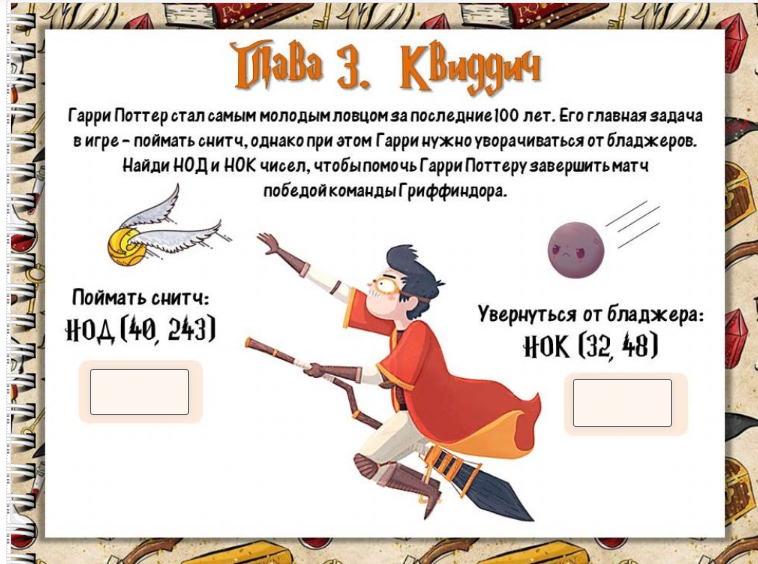 Глава 3. Квиддич
Гарри Поттер стал самым молодым ловцом за последние 100 лет. Его главная задача
в игре – поймать снитч, однако при этом Гарри нужно уворачиваться от бладжеров.
Найди НОД и НОК чисел, чтобы помочь Гарри Поттеру завершить матч
победой команды Гриффиндора.
Поймать снитч:
НОД (40, 243)
Увернуться от бладжера:
НОК (32, 48)